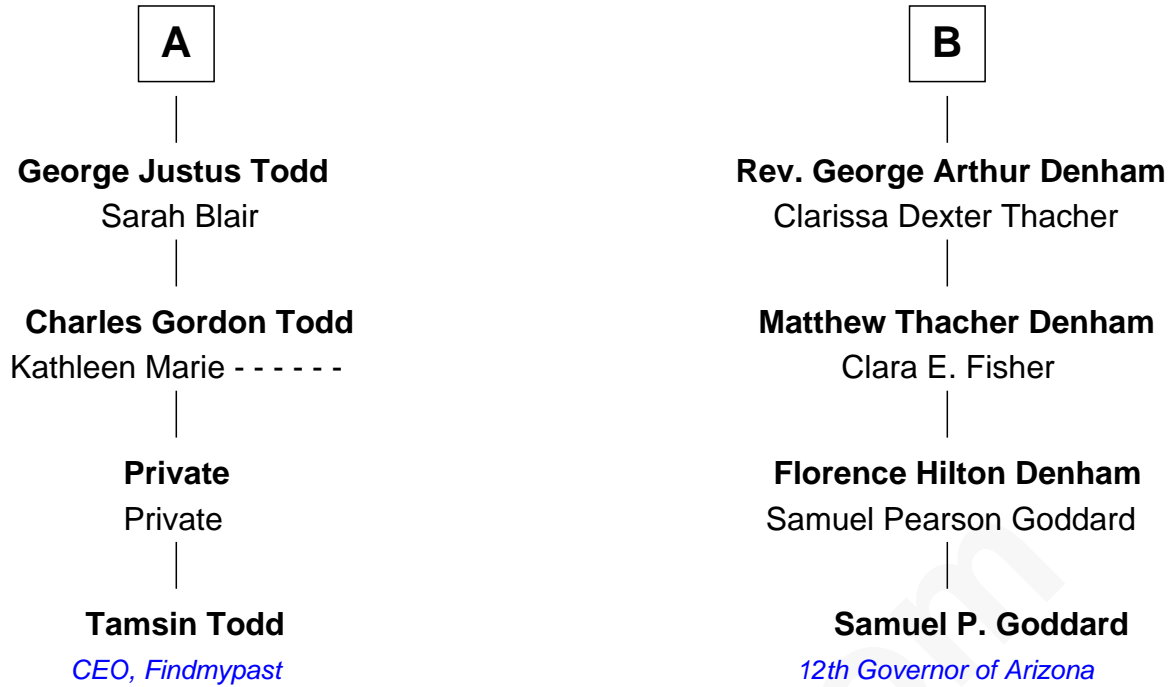 A
George Justus Todd
Sarah Blair
Charles Gordon Todd
Kathleen Marie - - - - - -
Private
Private
Tamsin Todd
CEO, Findmypast
B
Rev. George Arthur Denham
Clarissa Dexter Thacher
Matthew Thacher Denham
Clara E. Fisher
Florence Hilton Denham
Samuel Pearson Goddard
Samuel P. Goddard
12th Governor of Arizona